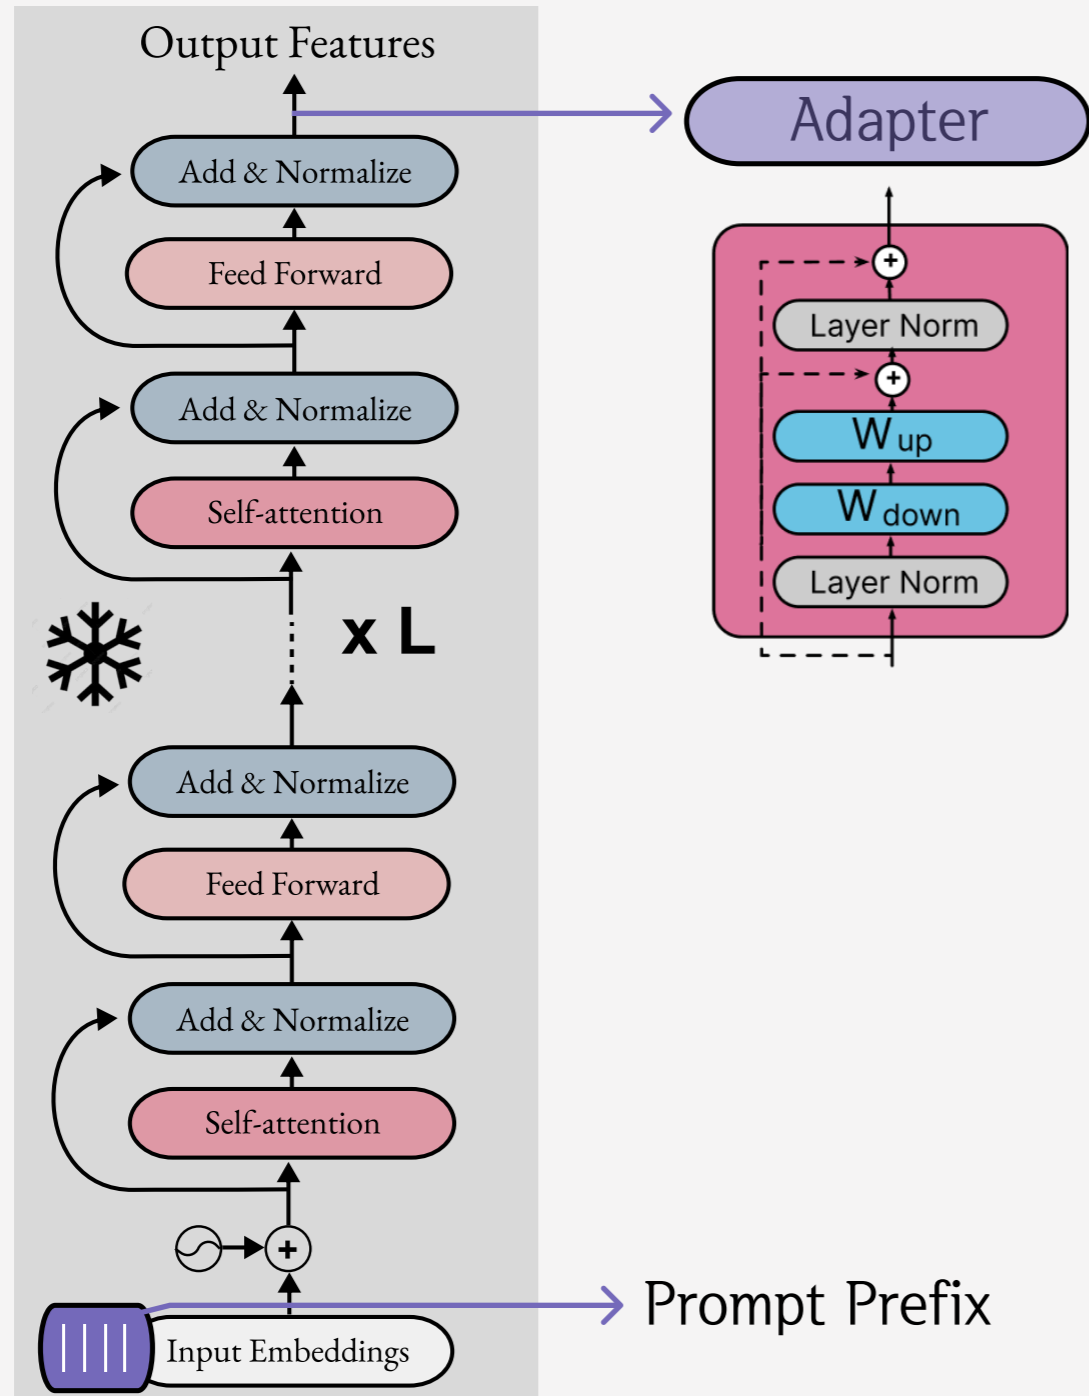 Output Features
Add & Normalize
Feed Forward
Add & Normalize
Self-attention
x L
Add & Normalize
Feed Forward
Add & Normalize
Self-attention
+
Input Embeddings
Adapter
+
Layer Norm
+
W up
W down
Layer Norm
Prompt Prefix